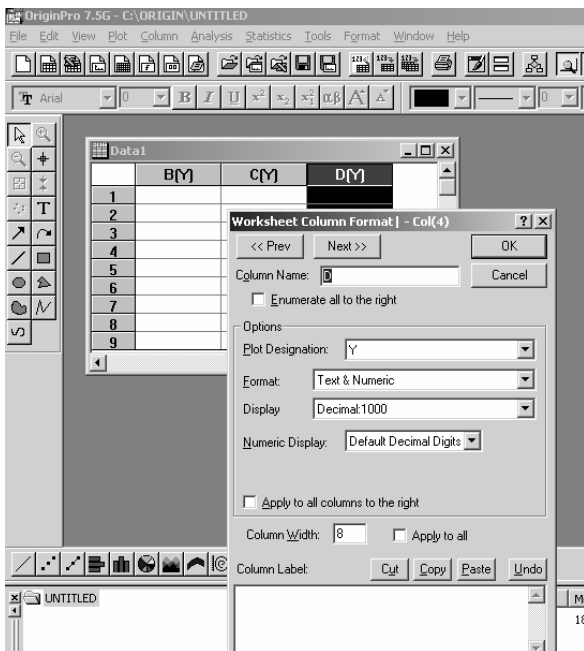 OriginPro 7.5G - C:\ORIGIN\UNTITLED
File Edit View Plot Column Analysis Statistics Tools Format Window Help
Arial 0 B I U x² x₂ αβ A A 0
Data1
B(Y) C(Y) D(Y)
1
2
3
4
5
6
7
8
9
T
Worksheet Column Format| - Col(4) ? X
<< Prev Next >> OK
Column Name: D Cancel
Enumerate all to the right
Options
Plot Designation: Y
Format: Text & Numeric
Display Decimal:1000
Numeric Display: Default Decimal Digits
Apply to all columns to the right
Column Width: 8 Apply to all
Column Label: Cut Copy Paste Undo
UNTITLED